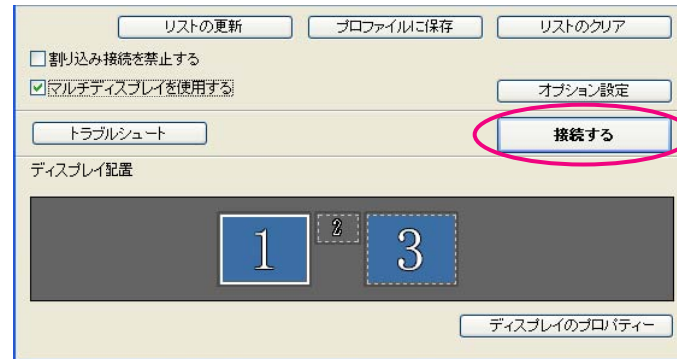 リストの更新 プロファイルに保存 リストのクリア
割り込み接続を禁止する
マルチディスプレイを使用する オプション設定
トラブルシュート 接続する
ディスプレイ配置
1 2 3
ディスプレイのプロパティー